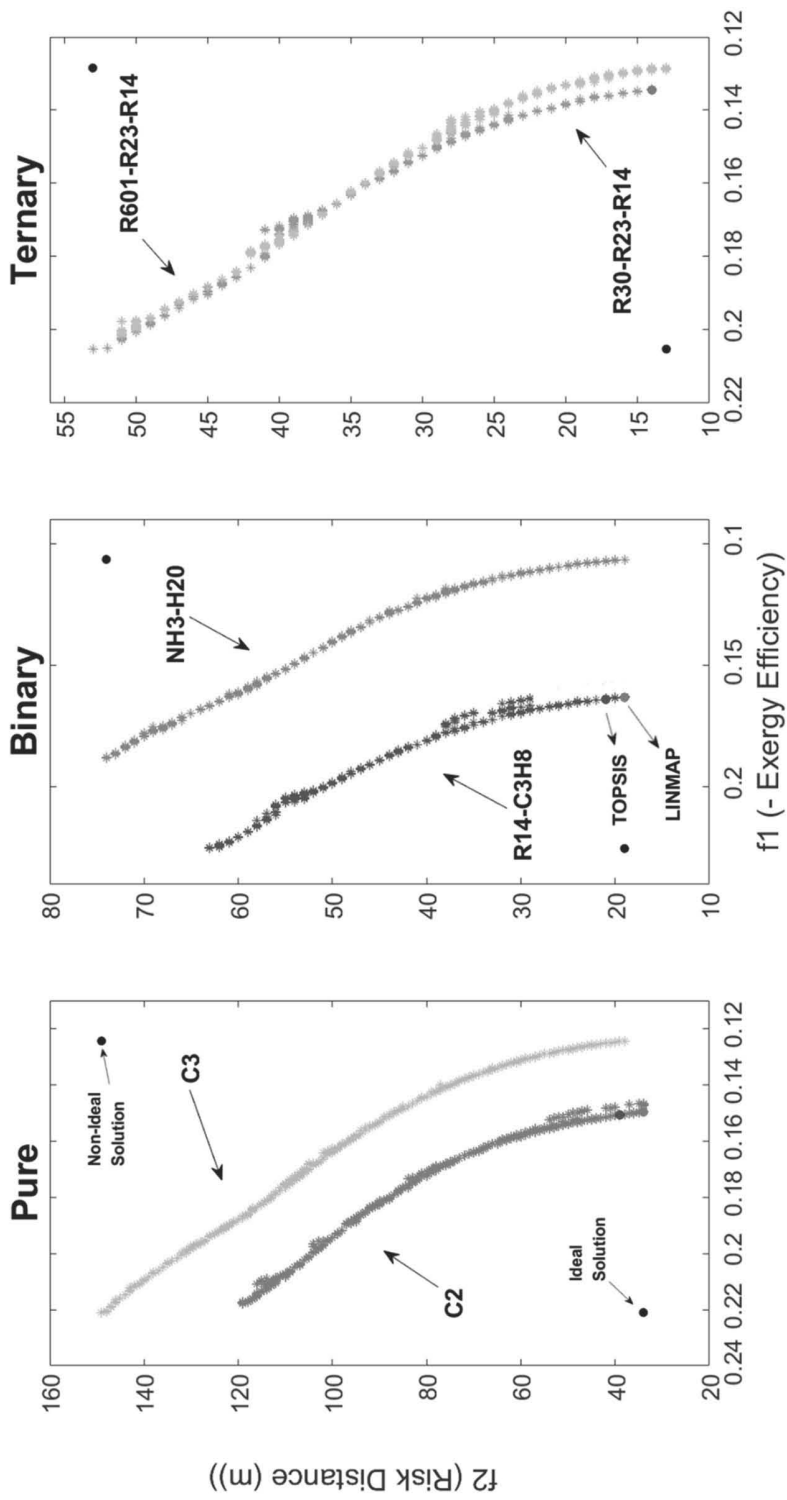 Pure
160
140
120
100
80
60
40
20
0.24
0.22
0.2
0.18
0.16
0.14
0.12
Non-Ideal
Solution
C3
C2
Ideal
Solution
f2 (Risk Distance (m))
Binary
80
70
60
50
40
30
20
10
0.2
0.15
0.1
NH3-H20
R14-C3H8
TOPSIS
LINMAP
f1 (- Exergy Efficiency)
Ternary
55
50
45
40
35
30
25
20
15
10
0.22
0.2
0.18
0.16
0.14
0.12
R601-R23-R14
R30-R23-R14